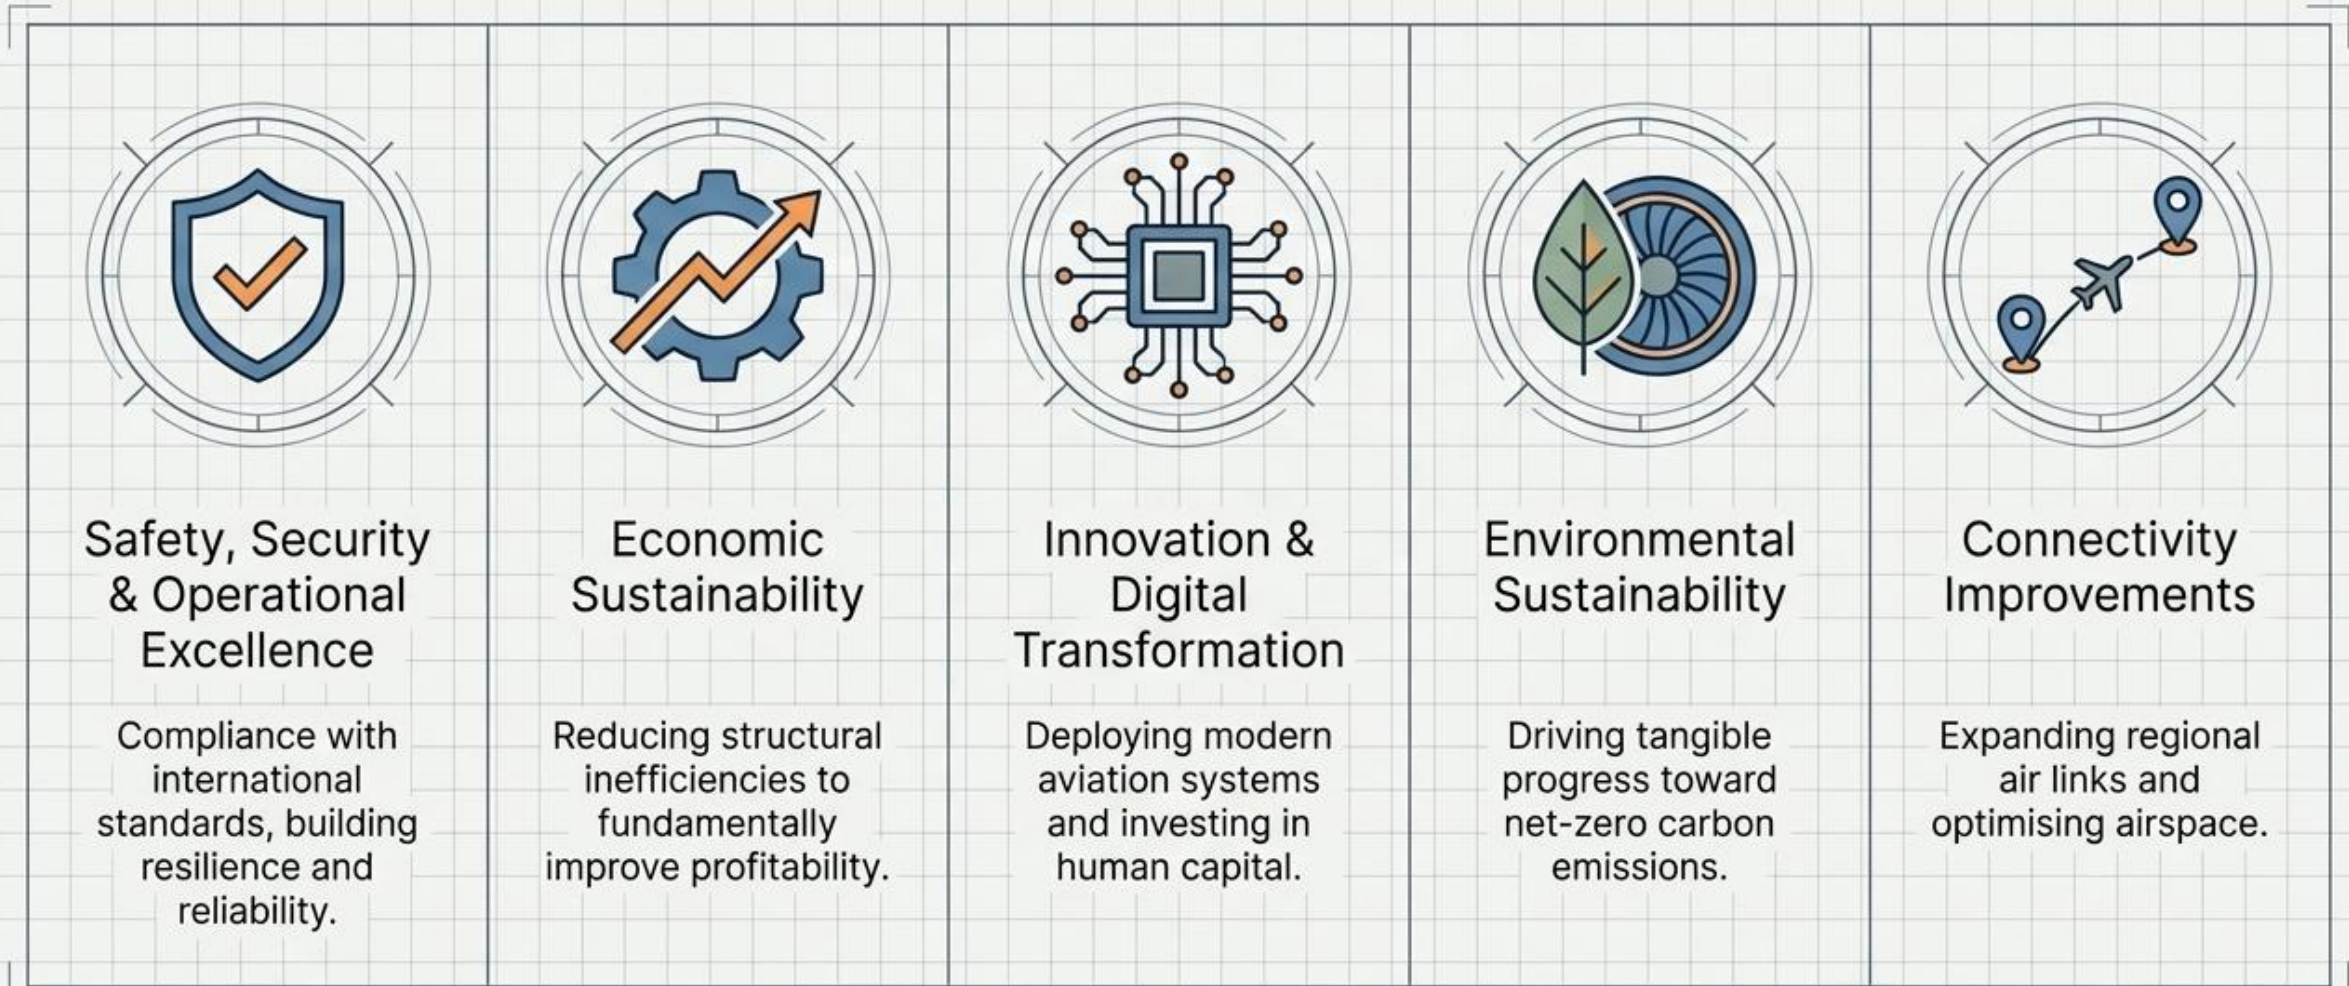 Safety, Security
& Operational
Excellence
Compliance with
international
standards, building
resilience and
reliability.
Economic
Sustainability
Reducing structural
inefficiencies to
fundamentally
improve profitability.
Innovation &
Digital
Transformation
Deploying modern
aviation systems
and investing in
human capital.
Environmental
Sustainability
Driving tangible
progress toward
net-zero carbon
emissions.
Connectivity
Improvements
Expanding regional
air links and
optimising airspace.